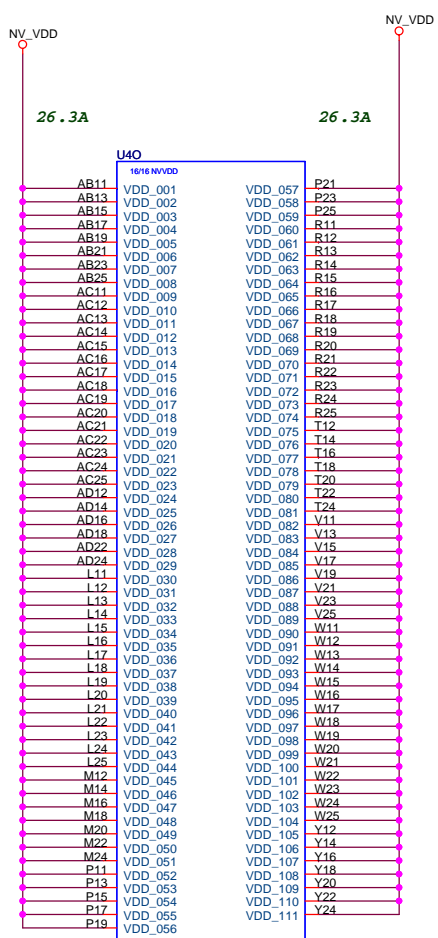 NV_VDD NV_VDD
26.3A 26.3A
U4O
16/16 NVVDD
AB11 VDD_001 VDD_057 P21
AB13 VDD_002 VDD_058 P23
AB15 VDD_003 VDD_059 P25
AB17 VDD_004 VDD_060 R11
AB19 VDD_005 VDD_061 R12
AB21 VDD_006 VDD_062 R13
AB23 VDD_007 VDD_063 R14
AB25 VDD_008 VDD_064 R15
AC11 VDD_009 VDD_065 R16
AC12 VDD_010 VDD_066 R17
AC13 VDD_011 VDD_067 R18
AC14 VDD_012 VDD_068 R19
AC15 VDD_013 VDD_069 R20
AC16 VDD_014 VDD_070 R21
AC17 VDD_015 VDD_071 R22
AC18 VDD_016 VDD_072 R23
AC19 VDD_017 VDD_073 R24
AC20 VDD_018 VDD_074 R25
AC21 VDD_019 VDD_075 T12
AC22 VDD_020 VDD_076 T14
AC23 VDD_021 VDD_077 T16
AC24 VDD_022 VDD_078 T18
AC25 VDD_023 VDD_079 T20
AD12 VDD_024 VDD_080 T22
AD14 VDD_025 VDD_081 T24
AD16 VDD_026 VDD_082 V11
AD18 VDD_027 VDD_083 V13
AD22 VDD_028 VDD_084 V15
AD24 VDD_029 VDD_085 V17
L11 VDD_030 VDD_086 V19
L12 VDD_031 VDD_087 V21
L13 VDD_032 VDD_088 V23
L14 VDD_033 VDD_089 V25
L15 VDD_034 VDD_090 W11
L16 VDD_035 VDD_091 W12
L17 VDD_036 VDD_092 W13
L18 VDD_037 VDD_093 W14
L19 VDD_038 VDD_094 W15
L20 VDD_039 VDD_095 W16
L21 VDD_040 VDD_096 W17
L22 VDD_041 VDD_097 W18
L23 VDD_042 VDD_098 W19
L24 VDD_043 VDD_099 W20
L25 VDD_044 VDD_100 W21
M12 VDD_045 VDD_101 W22
M14 VDD_046 VDD_102 W23
M16 VDD_047 VDD_103 W24
M18 VDD_048 VDD_104 W25
M20 VDD_049 VDD_105 Y12
M22 VDD_050 VDD_106 Y14
M24 VDD_051 VDD_107 Y16
P11 VDD_052 VDD_108 Y18
P13 VDD_053 VDD_109 Y20
P15 VDD_054 VDD_110 Y22
P17 VDD_055 VDD_111 Y24
P19 VDD_056